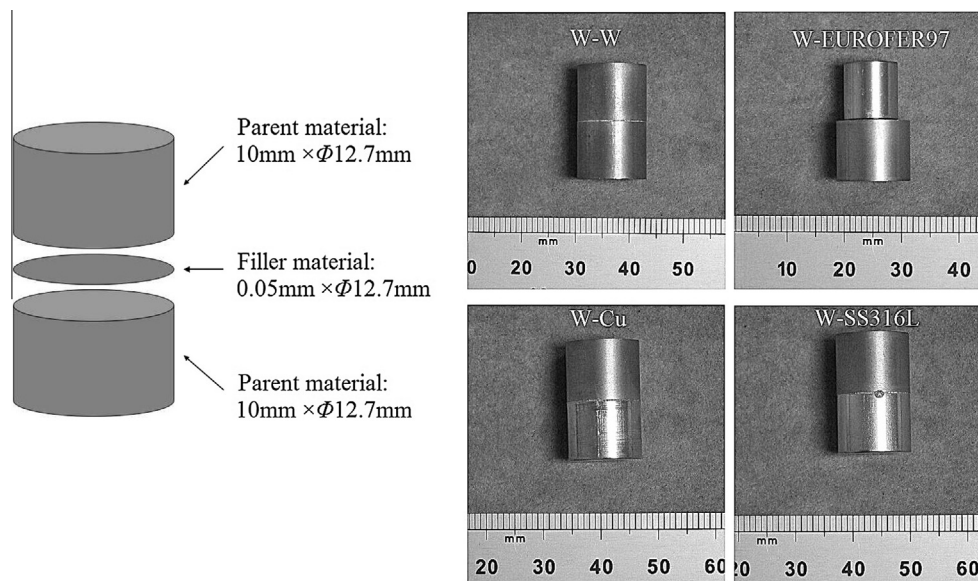 Parent material:
10mm ×Φ12.7mm
Filler material:
0.05mm ×Φ12.7mm
Parent material:
10mm ×Φ12.7mm
W-W
mm
0 20 30 40 50
W-EUROFER97
mm
10 20 30 40
W-Cu
mm
20 30 40 50 60
W-SS316L
mm
20 30 40 50 60